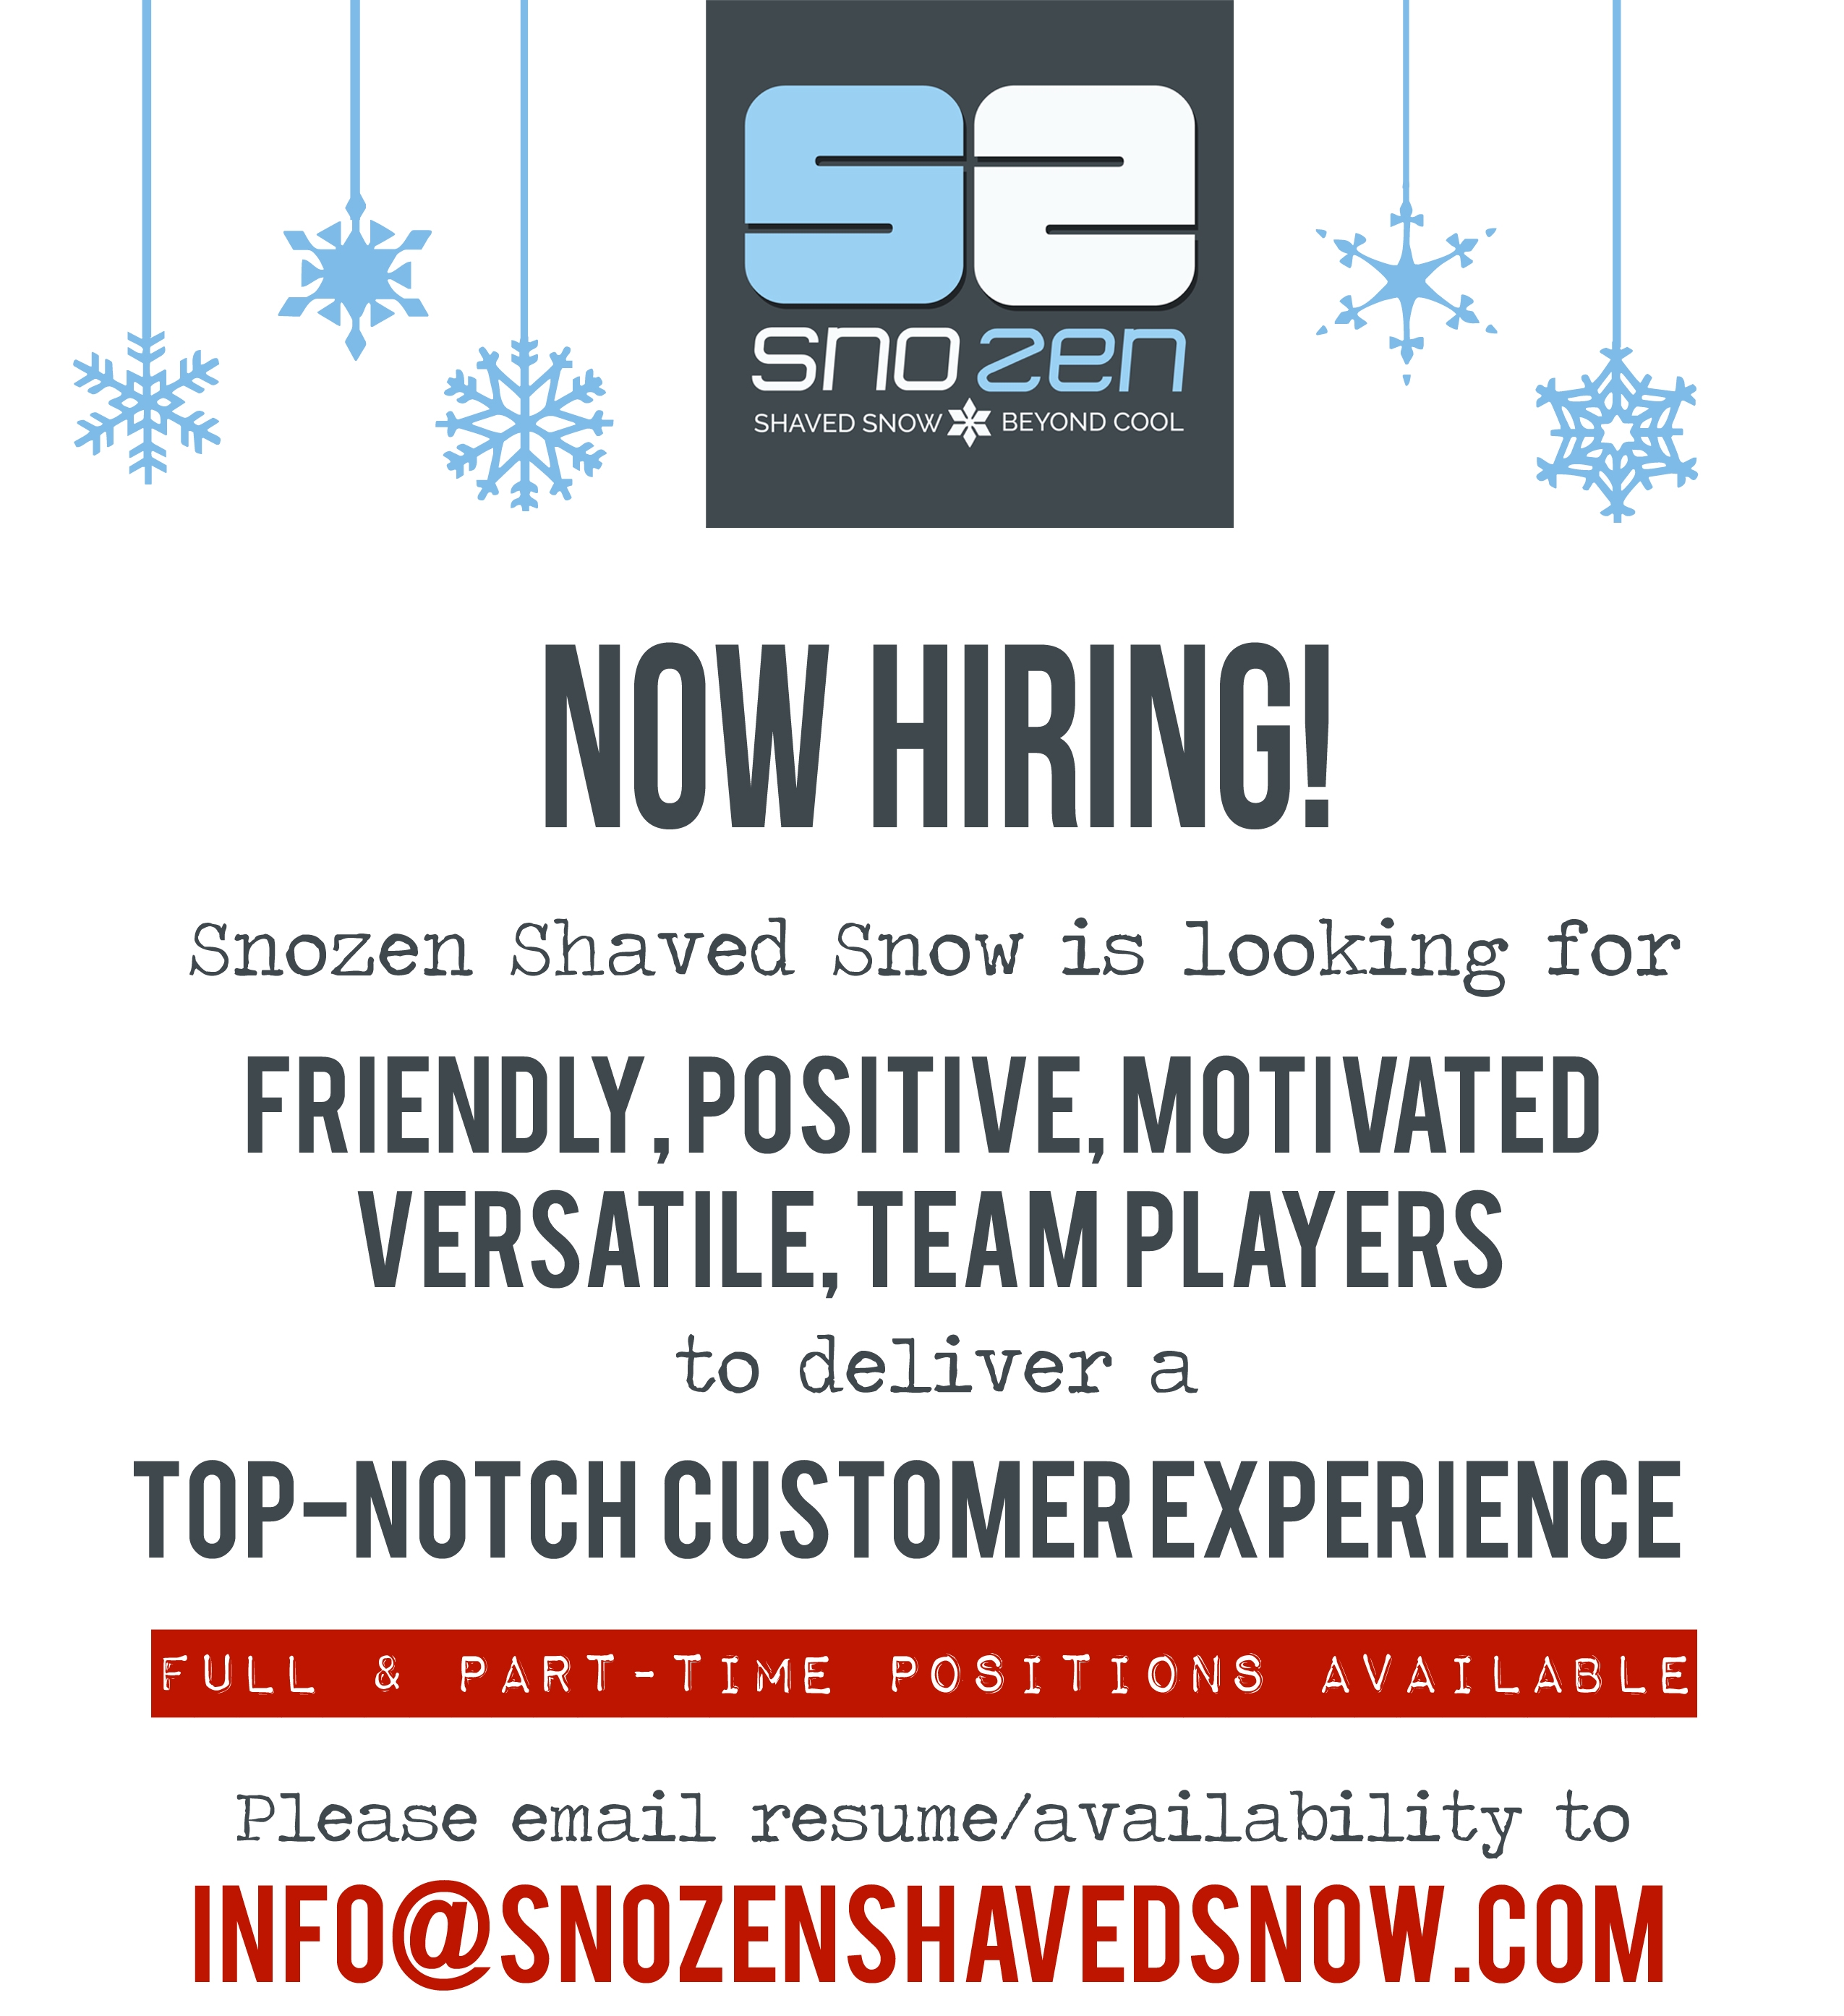 SZ
snozen
SHAVED SNOW BEYOND COOL
NOW HIRING!
Snozen Shaved Snow is looking for
FRIENDLY, POSITIVE, MOTIVATED
VERSATILE, TEAM PLAYERS
to deliver a
TOP-NOTCH CUSTOMER EXPERIENCE
FULL & PART-TIME POSITIONS AVAILABLE
Please email resume/availability to
INFO@SNOZENSHAVEDSNOW.COM